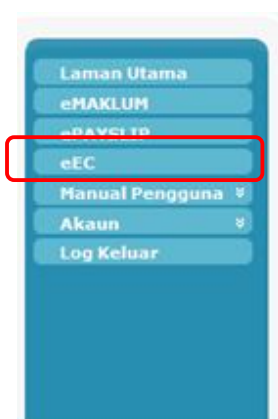 Laman Utama
eMAKLUM
ePAYSLIP
eEC
Manual Pengguna
Akaun
Log Keluar